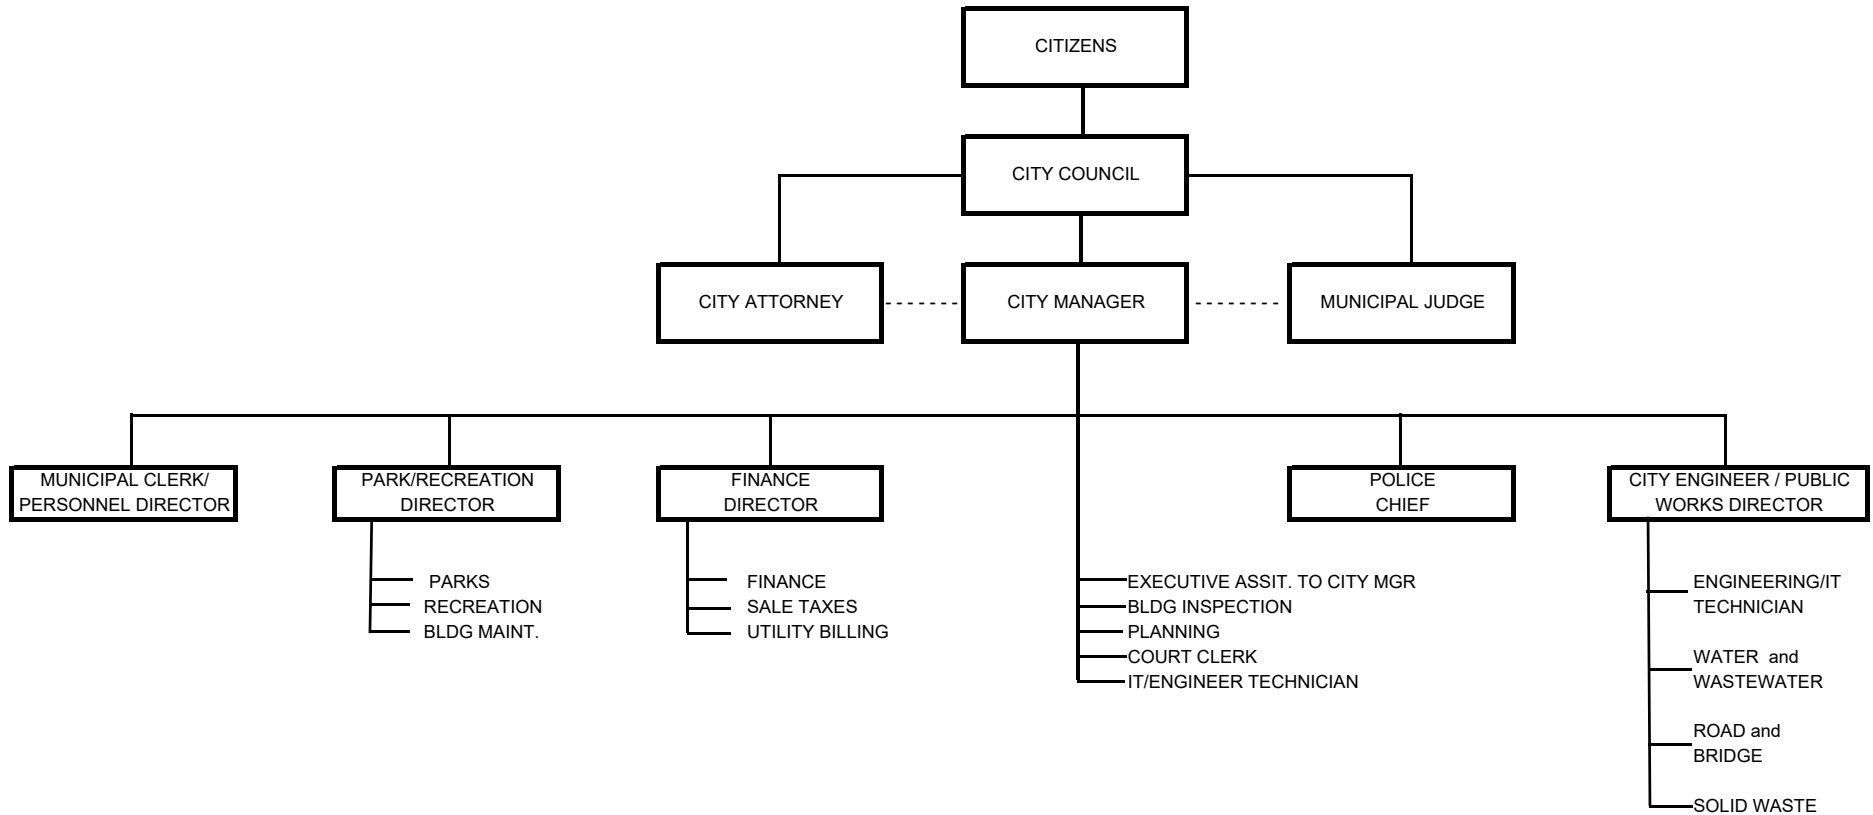 CITIZENS
CITY COUNCIL
CITY ATTORNEY
CITY MANAGER
MUNICIPAL JUDGE
MUNICIPAL CLERK/
PERSONNEL DIRECTOR
PARK/RECREATION
DIRECTOR
FINANCE
DIRECTOR
POLICE
CHIEF
CITY ENGINEER / PUBLIC
WORKS DIRECTOR
PARKS
RECREATION
BLDG MAINT.
FINANCE
SALE TAXES
UTILITY BILLING
EXECUTIVE ASSIT. TO CITY MGR
BLDG INSPECTION
PLANNING
COURT CLERK
IT/ENGINEER TECHNICIAN
ENGINEERING/IT
TECHNICIAN
WATER and
WASTEWATER
ROAD and
BRIDGE
SOLID WASTE